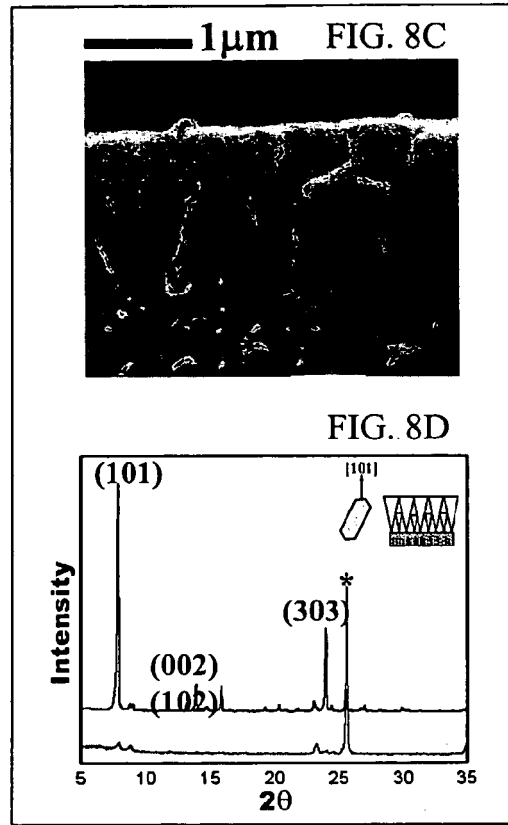 1μm FIG. 8C
FIG. 8D
(101)
[101]
*
(303)
(002)
(102)
Intensity
5 10 15 20 25 30 35
2θ